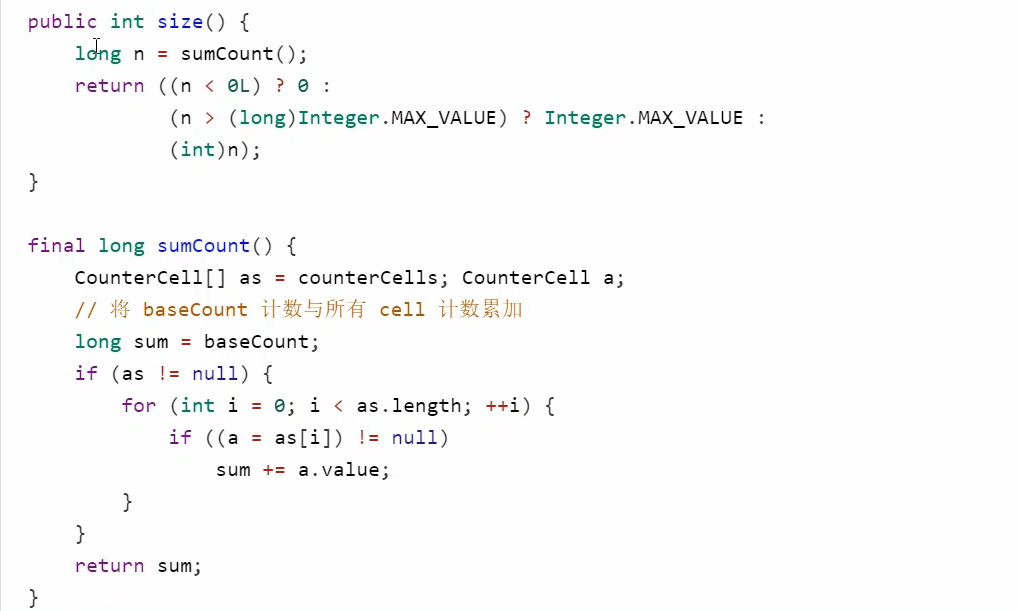 public int size() {
    long n = sumCount();
    return ((n < 0L) ? 0 :
            (n > (long)Integer.MAX_VALUE) ? Integer.MAX_VALUE :
            (int)n);
}

final long sumCount() {
    CounterCell[] as = counterCells; CounterCell a;
    // 将 baseCount 计数与所有 cell 计数累加
    long sum = baseCount;
    if (as != null) {
        for (int i = 0; i < as.length; ++i) {
            if ((a = as[i]) != null)
                sum += a.value;
        }
    }
    return sum;
}